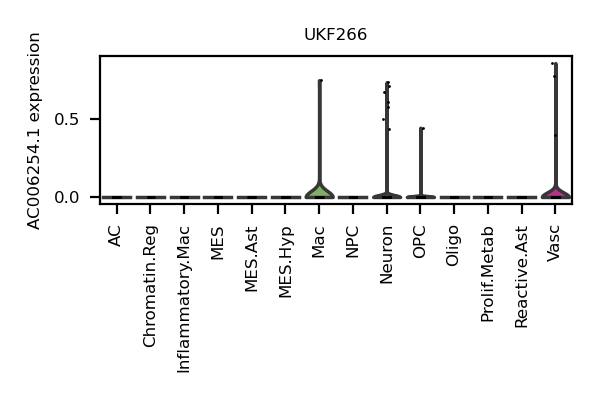 UKF266
AC006254.1 expression
0.5
0.0
AC
Chromatin.Reg
Inflammatory.Mac
MES
MES.Ast
MES.Hyp
Mac
NPC
Neuron
OPC
Oligo
Prolif.Metab
Reactive.Ast
Vasc